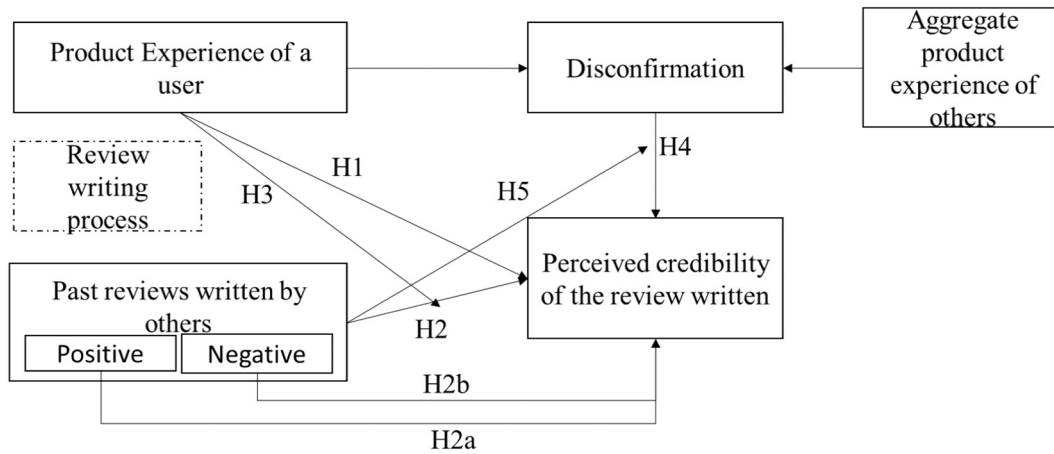 Product Experience of a
user
Disconfirmation
Aggregate
product
experience of
others
Review
writing
process
H1
H3
H4
H5
Past reviews written by
others
Positive
Negative
H2
Perceived credibility
of the review written
H2b
H2a